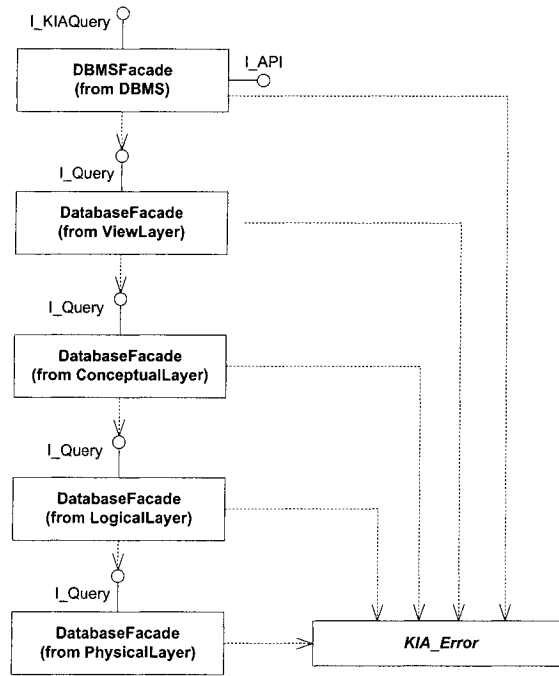 I_KIAQuery
DBMSFacade
(from DBMS)
I_API
I_Query
DatabaseFacade
(from ViewLayer)
I_Query
DatabaseFacade
(from ConceptualLayer)
I_Query
DatabaseFacade
(from LogicalLayer)
I_Query
DatabaseFacade
(from PhysicalLayer)
KIA_Error